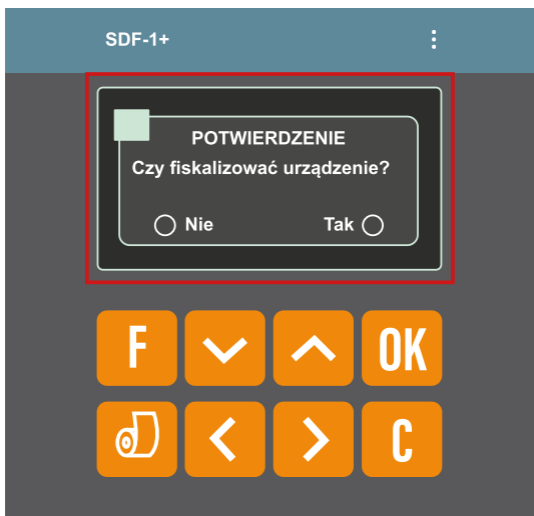 SDF-1+
POTWIERDZENIE
Czy fiskalizować urządzenie?
Nie Tak
F OK
C